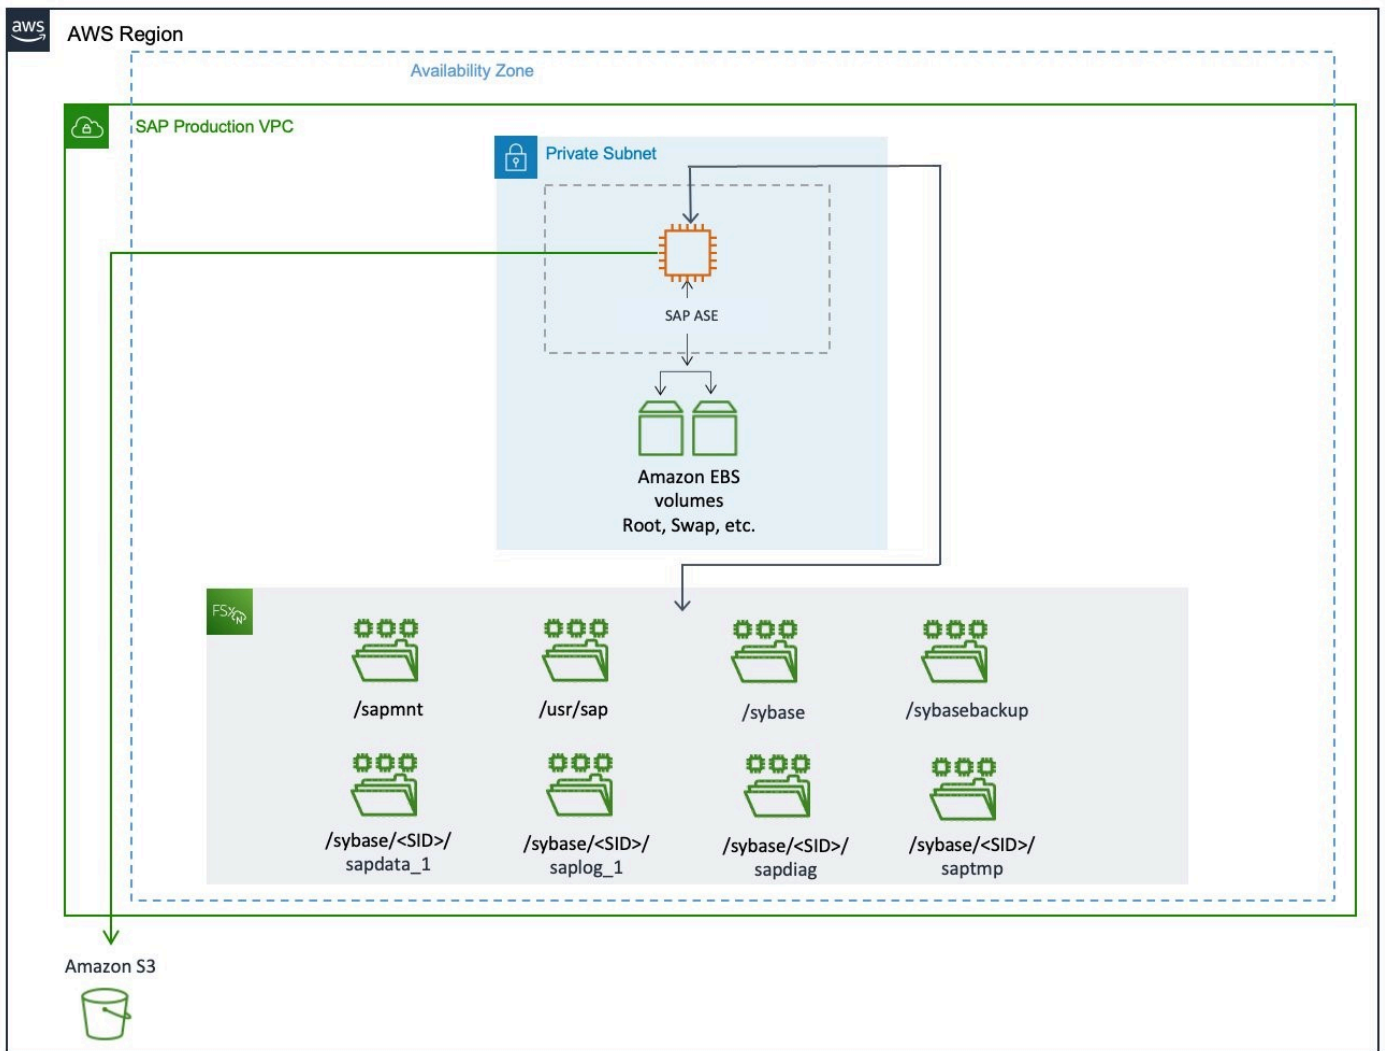 aws
AWS Region
Availability Zone
SAP Production VPC
Private Subnet
SAP ASE
Amazon EBS
volumes
Root, Swap, etc.
FSx
N
/sapmnt
/usr/sap
/sybase
/sybasebackup
/sybase/<SID>/
sapdata_1
/sybase/<SID>/
saplog_1
/sybase/<SID>/
sapdiag
/sybase/<SID>/
saptmp
Amazon S3